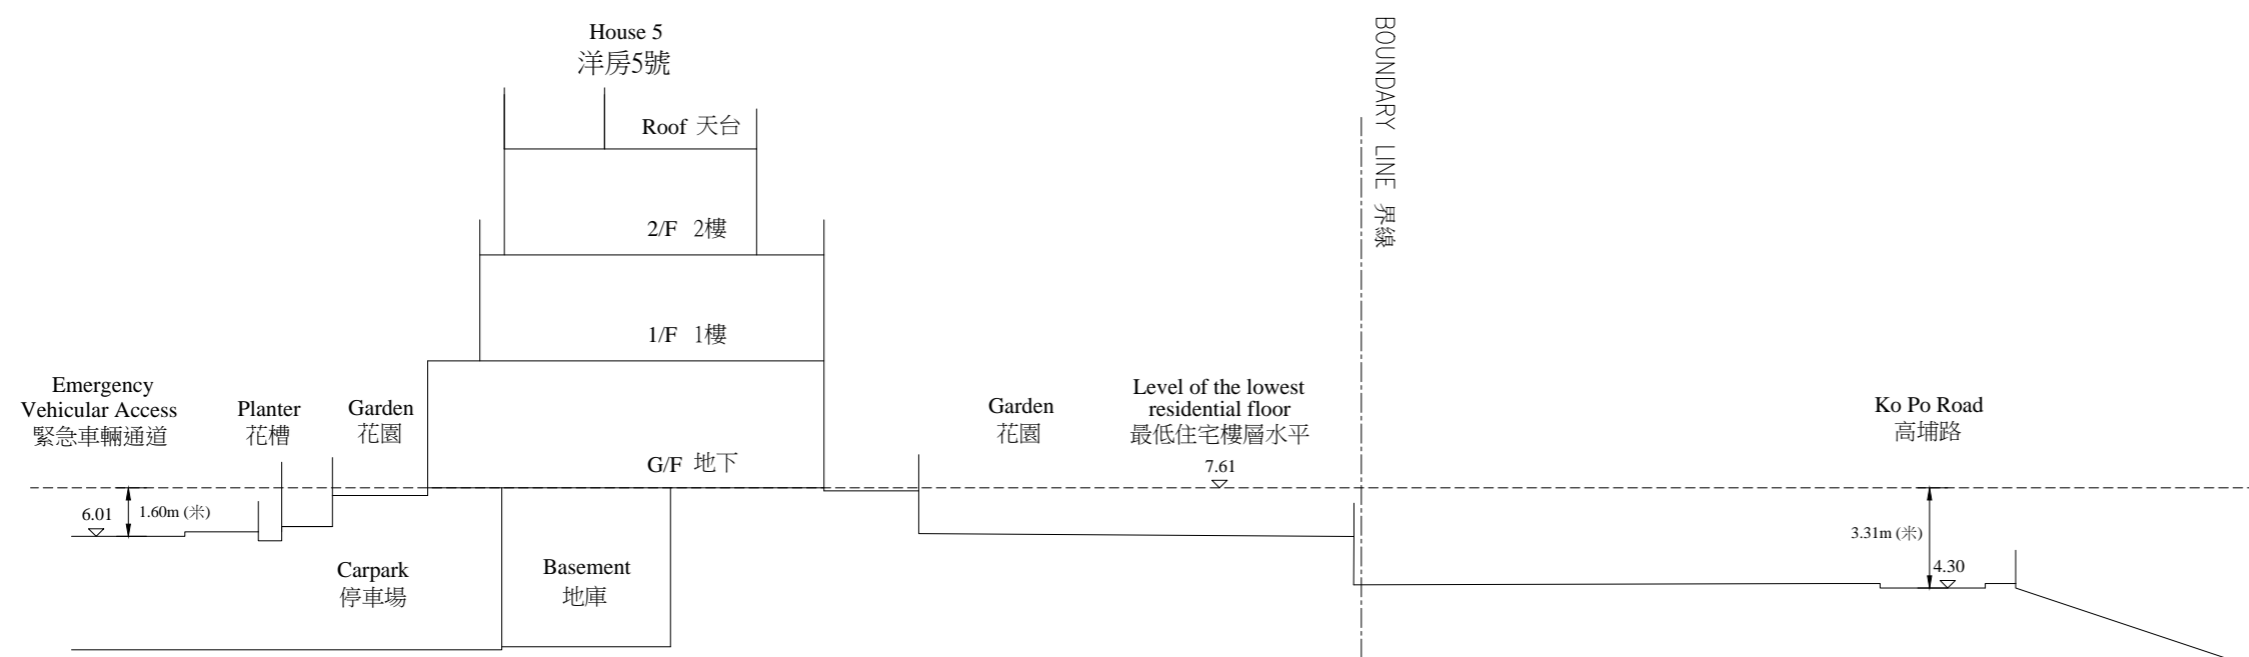 House 5
洋房5號
BOUNDARY LINE 界線
Roof 天台
2/F 2樓
1/F 1樓
Emergency
Vehicular Access
緊急車輛通道
Planter
花槽
Garden
花園
G/F 地下
Garden
花園
Level of the lowest
residential floor
最低住宅樓層水平
7.61
Ko Po Road
高埔路
6.01
1.60m (米)
3.31m (米)
4.30
Carpark
停車場
Basement
地庫